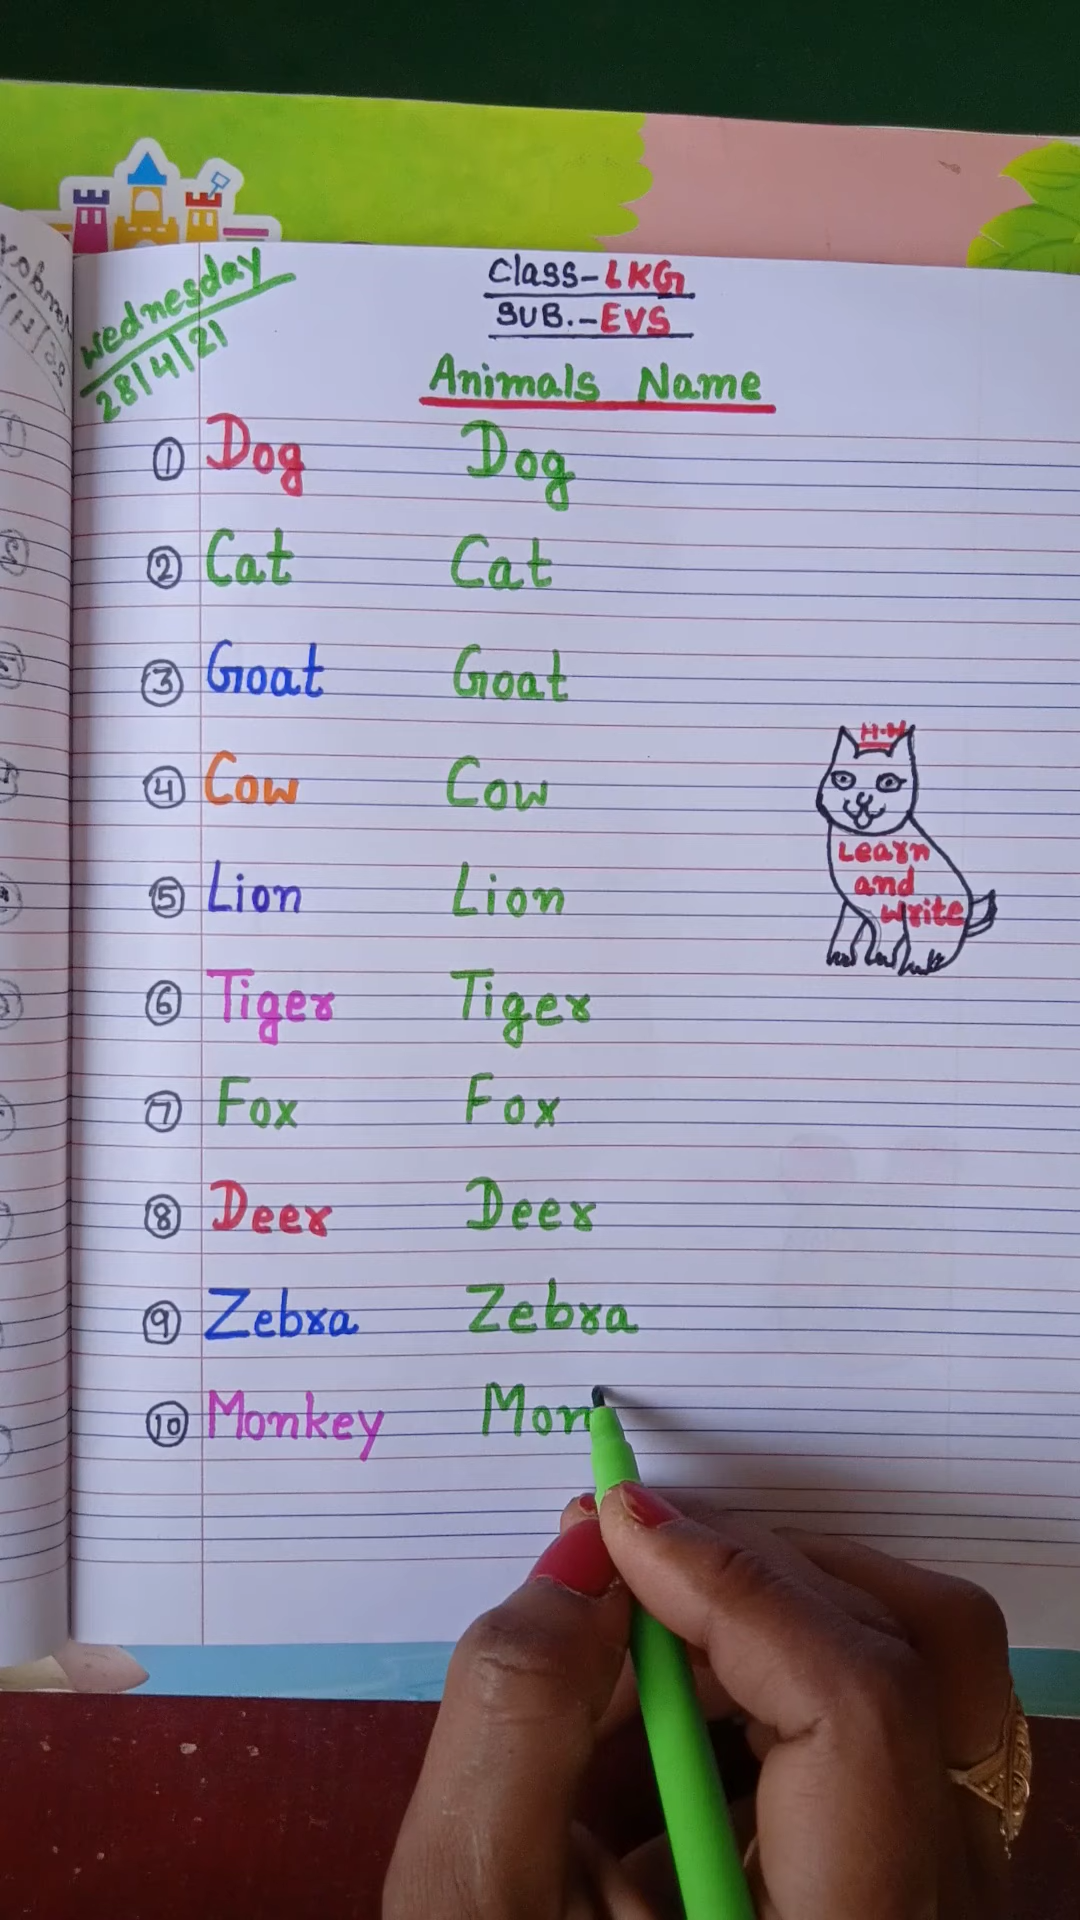 Wednesday
28/4/21
Class-LKG
SUB.-EVS
Animals Name
① Dog Dog
② Cat Cat
③ Goat Goat
④ Cow Cow
⑤ Lion Lion
⑥ Tiger Tiger
⑦ Fox Fox
⑧ Deer Deer
⑨ Zebra Zebra
⑩ Monkey Mon
H.W
Learn
and
write